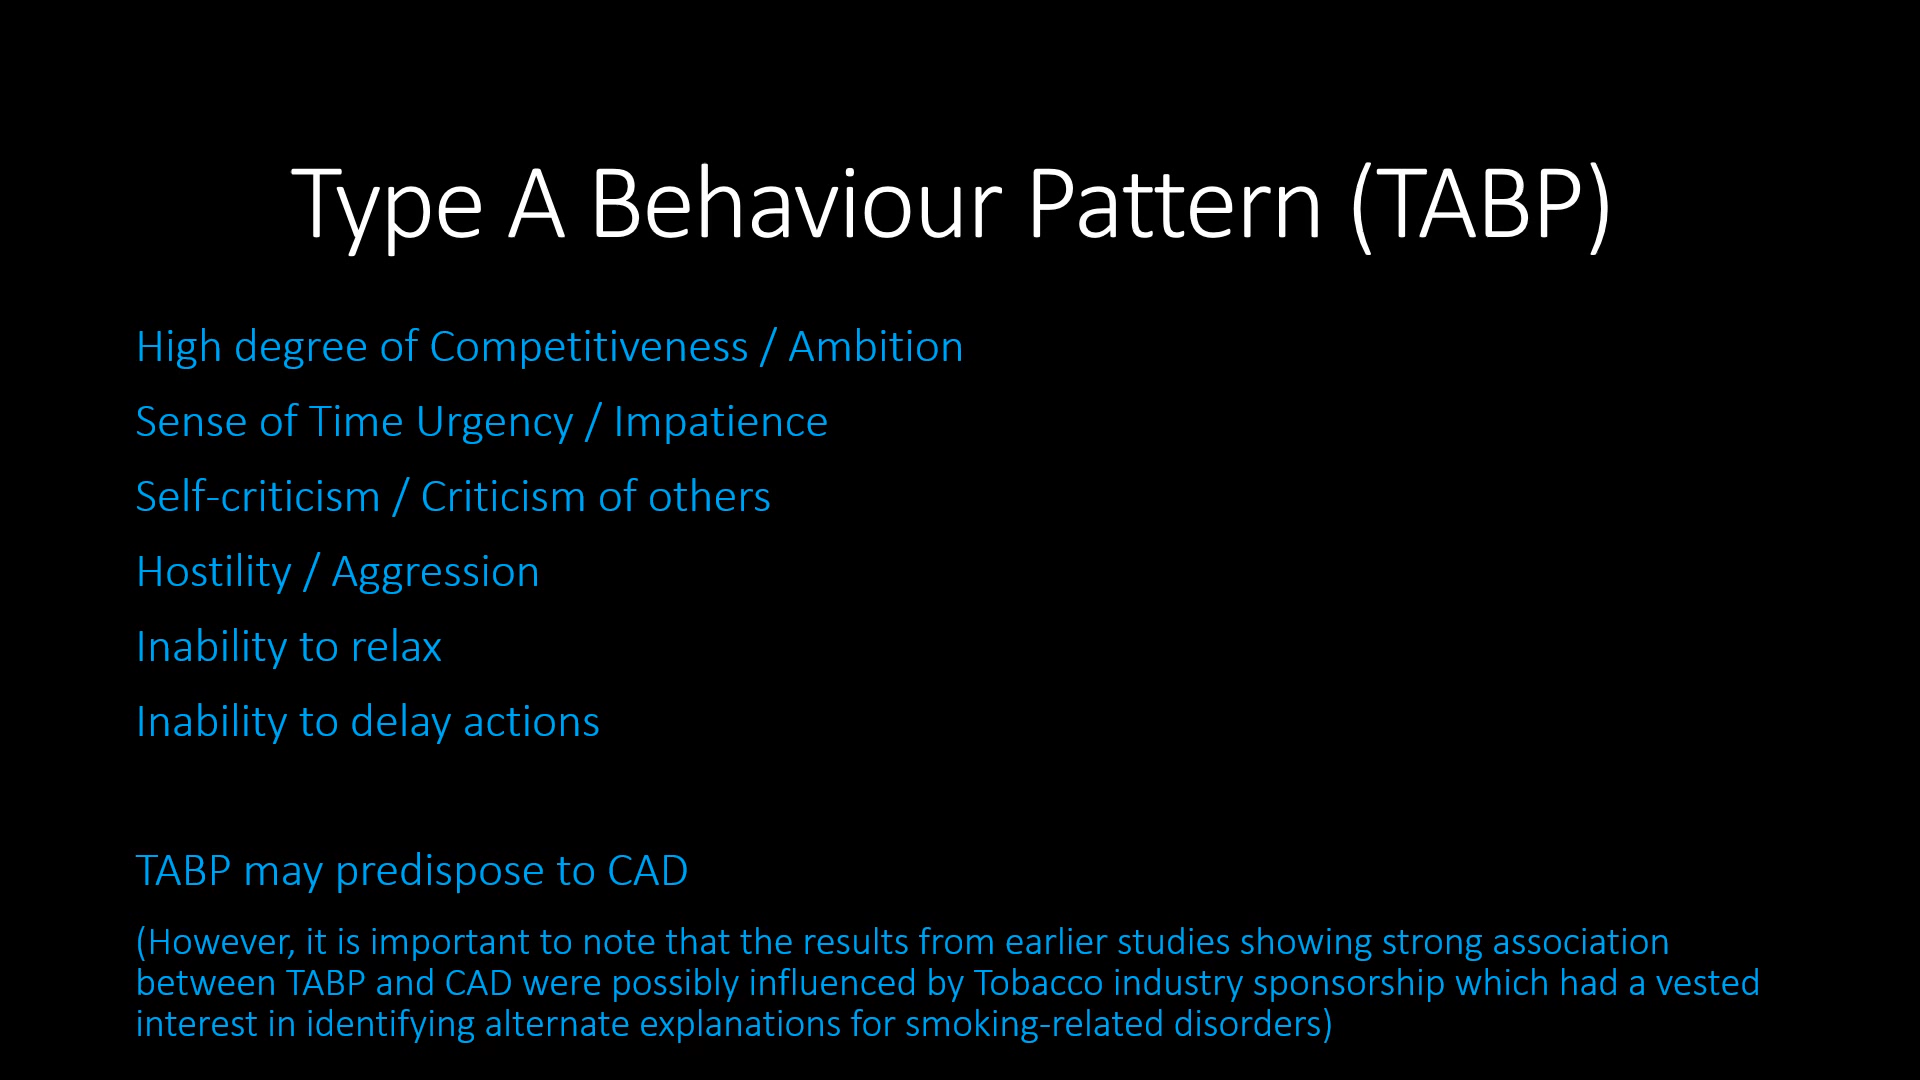 Type A Behaviour Pattern (TABP)
High degree of Competitiveness / Ambition
Sense of Time Urgency / Impatience
Self-criticism / Criticism of others
Hostility / Aggression
Inability to relax
Inability to delay actions
TABP may predispose to CAD
(However, it is important to note that the results from earlier studies showing strong association
between TABP and CAD were possibly influenced by Tobacco industry sponsorship which had a vested
interest in identifying alternate explanations for smoking-related disorders)